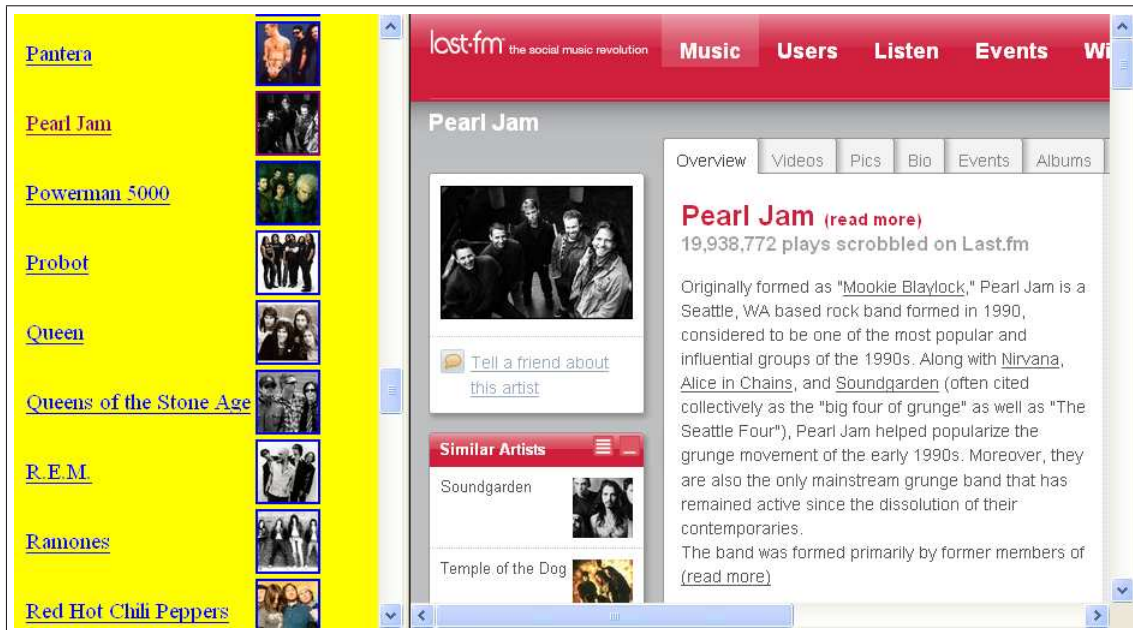 Pantera
Pearl Jam
Powerman 5000
Probot
Queen
Queens of the Stone Age
R.E.M.
Ramones
Red Hot Chili Peppers
last.fm the social music revolution
Music Users Listen Events
Pearl Jam
Overview Videos Pics Bio Events Albums
Tell a friend about
this artist
Similar Artists
Soundgarden
Temple of the Dog
Pearl Jam (read more)
19,938,772 plays scrobbled on Last.fm
Originally formed as "Mookie Blaylock," Pearl Jam is a
Seattle, WA based rock band formed in 1990,
considered to be one of the most popular and
influential groups of the 1990s. Along with Nirvana,
Alice in Chains, and Soundgarden (often cited
collectively as the "big four of grunge" as well as "The
Seattle Four"), Pearl Jam helped popularize the
grunge movement of the early 1990s. Moreover, they
are also the only mainstream grunge band that has
remained active since the dissolution of their
contemporaries.
The band was formed primarily by former members of
(read more)